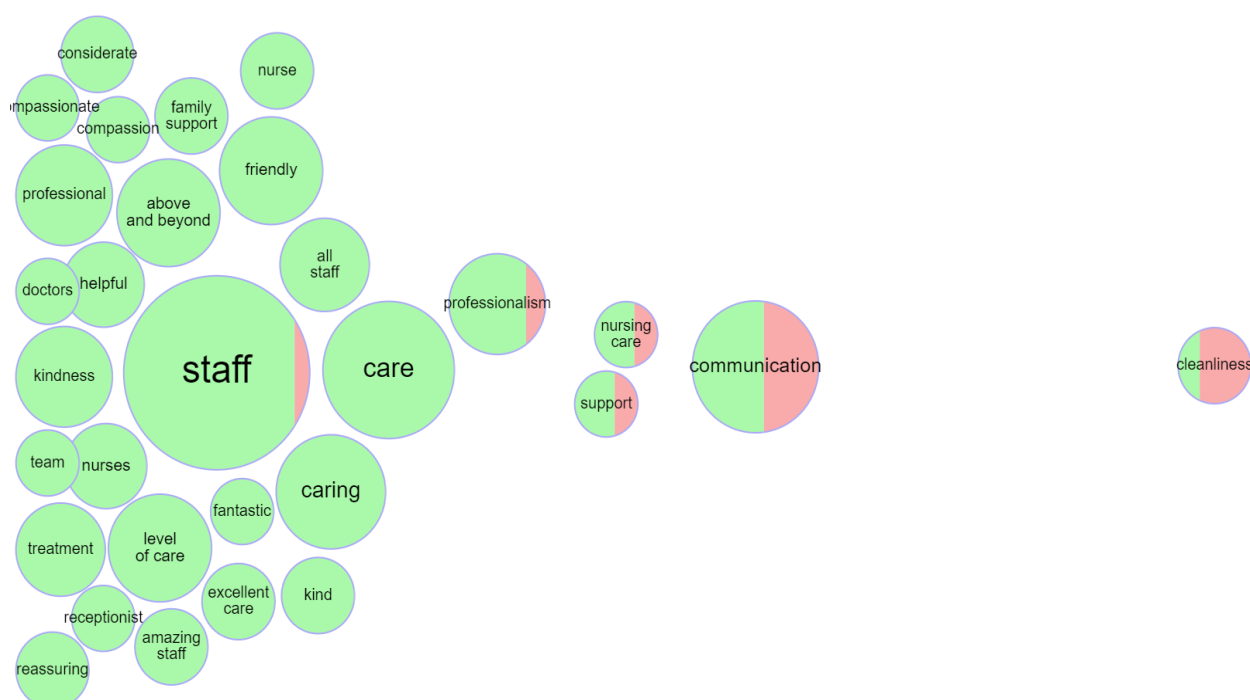 considerate
nurse
ompassionate
family
support
compassion
friendly
professional
above
and beyond
all
staff
doctors
helpful
professionalism
nursing
care
staff
care
communication
cleanliness
kindness
support
team
nurses
caring
fantastic
treatment
level
of care
excellent
care
kind
receptionist
amazing
staff
reassuring